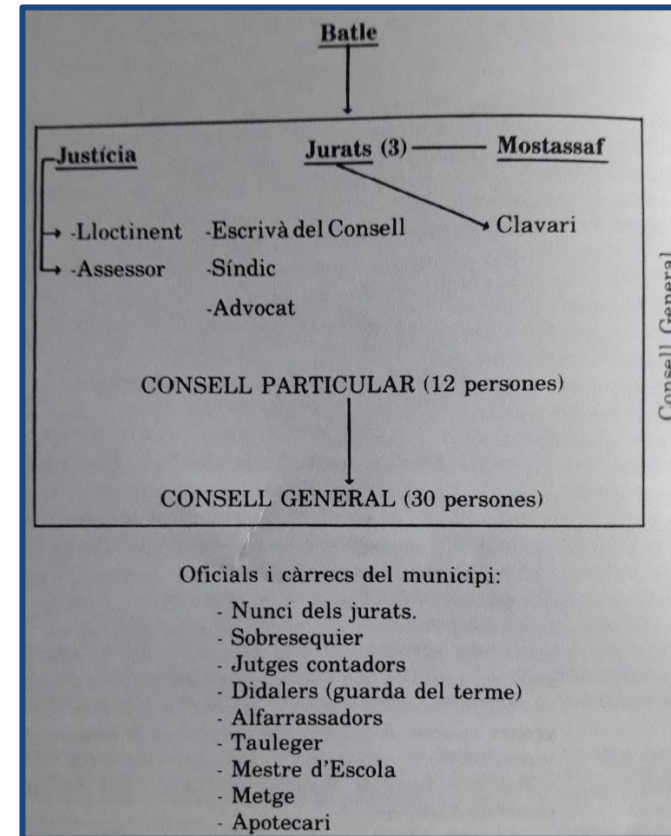 Batle
Justícia Jurats (3) Mostassaf
-Lloctinent -Escrivà del Consell Clavari
-Assessor -Síndic
-Advocat
CONSELL PARTICULAR (12 persones)
CONSELL GENERAL (30 persones)
Consell General
Oficials i càrrecs del municipi:
- Nunci dels jurats.
- Sobresequier
- Jutges contadors
- Didalers (guarda del terme)
- Alfarrassadors
- Tauleger
- Mestre d'Escola
- Metge
- Apotecari